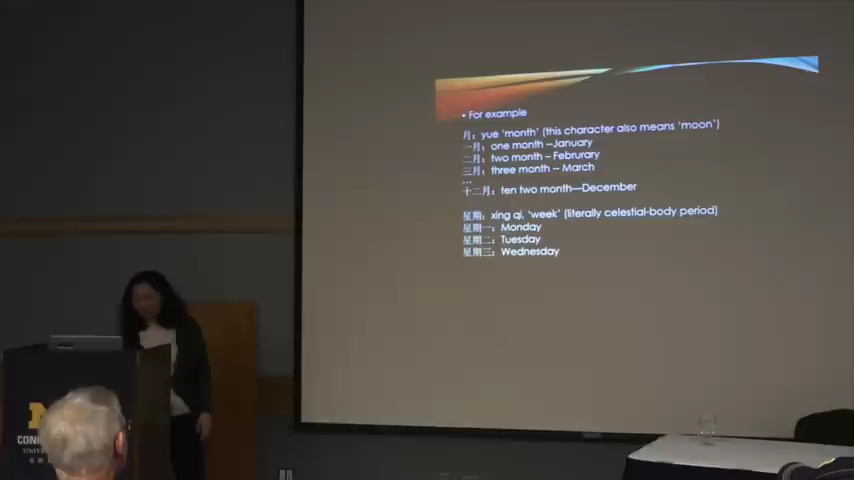 • For example
月：yue 'month' (this character also means 'moon')
一月：one month –January
二月：two month – Februrary
三月：three month – March
...
十二月：ten two month—December
星期：xing qi, 'week' (literally celestial-body period)
星期一：Monday
星期二：Tuesday
星期三：Wednesday
M